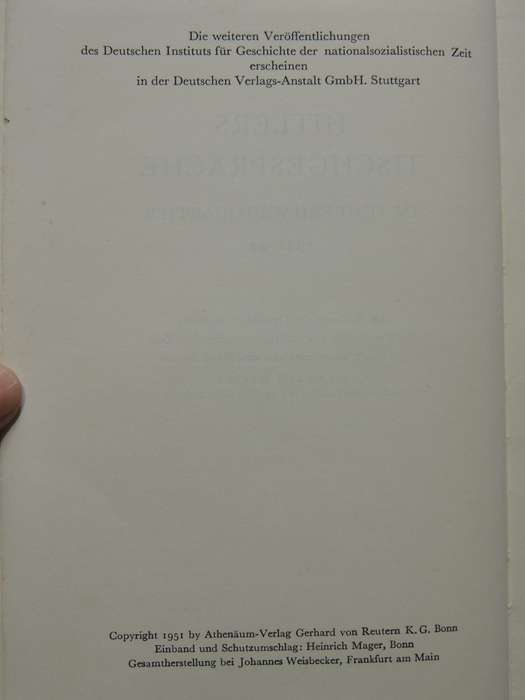 Die weiteren Veröffentlichungen
des Deutschen Instituts für Geschichte der nationalsozialistischen Zeit
erscheinen
in der Deutschen Verlags-Anstalt GmbH. Stuttgart
HITLERS
TISCHGESPRÄCHE
Copyright 1951 by Athenäum-Verlag Gerhard von Reutern K. G. Bonn
Einband und Schutzumschlag: Heinrich Mager, Bonn
Gesamtherstellung bei Johannes Weisbecker, Frankfurt am Main